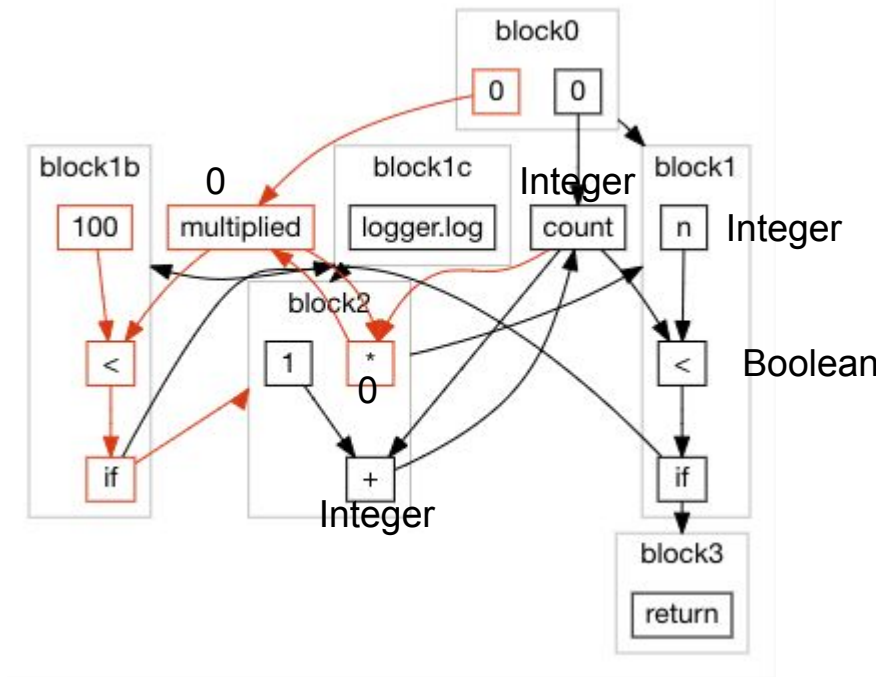 block0
0
0
block1b
0
block1c
Integer
block1
100
multiplied
logger.log
count
n
Integer
block2
<
1
*
<
Boolean
0
if
+
if
Integer
block3
return